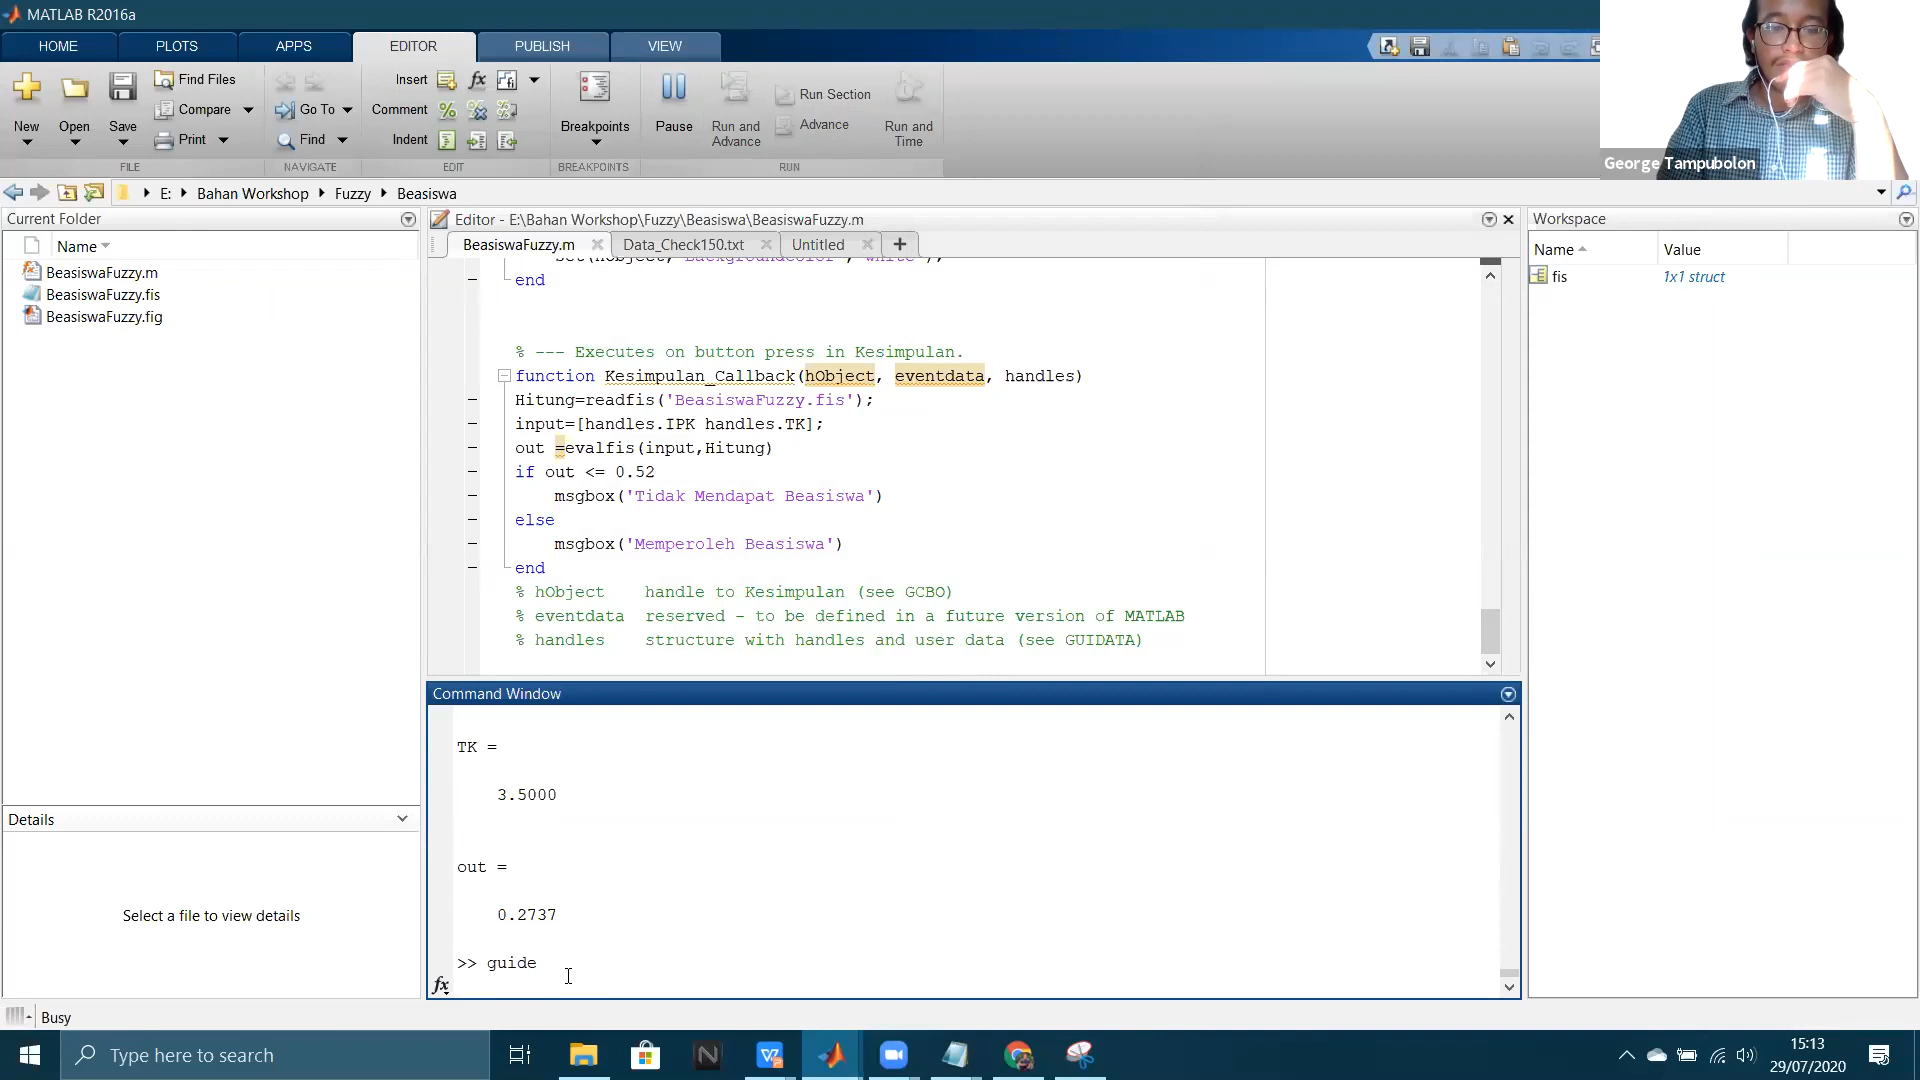 MATLAB R2016a
HOME
PLOTS
APPS
EDITOR
PUBLISH
VIEW
New
Open
Save
Find Files
Compare
Print
Go To
Find
Insert
Comment
Indent
fx
Breakpoints
Pause
Run and
Advance
Run Section
Advance
Run and
Time
FILE
NAVIGATE
EDIT
BREAKPOINTS
RUN
George Tampubolon
E:
Bahan Workshop
Fuzzy
Beasiswa
Current Folder
Name
BeasiswaFuzzy.m
BeasiswaFuzzy.fis
BeasiswaFuzzy.fig
Details
Select a file to view details
Editor - E:\Bahan Workshop\Fuzzy\Beasiswa\BeasiswaFuzzy.m
BeasiswaFuzzy.m
Data_Check150.txt
Untitled
end
% --- Executes on button press in Kesimpulan.
function Kesimpulan_Callback(hObject, eventdata, handles)
Hitung=readfis('BeasiswaFuzzy.fis');
input=[handles.IPK handles.TK];
out =evalfis(input,Hitung)
if out <= 0.52
msgbox('Tidak Mendapat Beasiswa')
else
msgbox('Memperoleh Beasiswa')
end
% hObject    handle to Kesimpulan (see GCBO)
% eventdata  reserved - to be defined in a future version of MATLAB
% handles    structure with handles and user data (see GUIDATA)
Command Window
TK =
3.5000
out =
0.2737
>> guide
fx
Workspace
Name
Value
fis
1x1 struct
Busy
Type here to search
15:13
29/07/2020